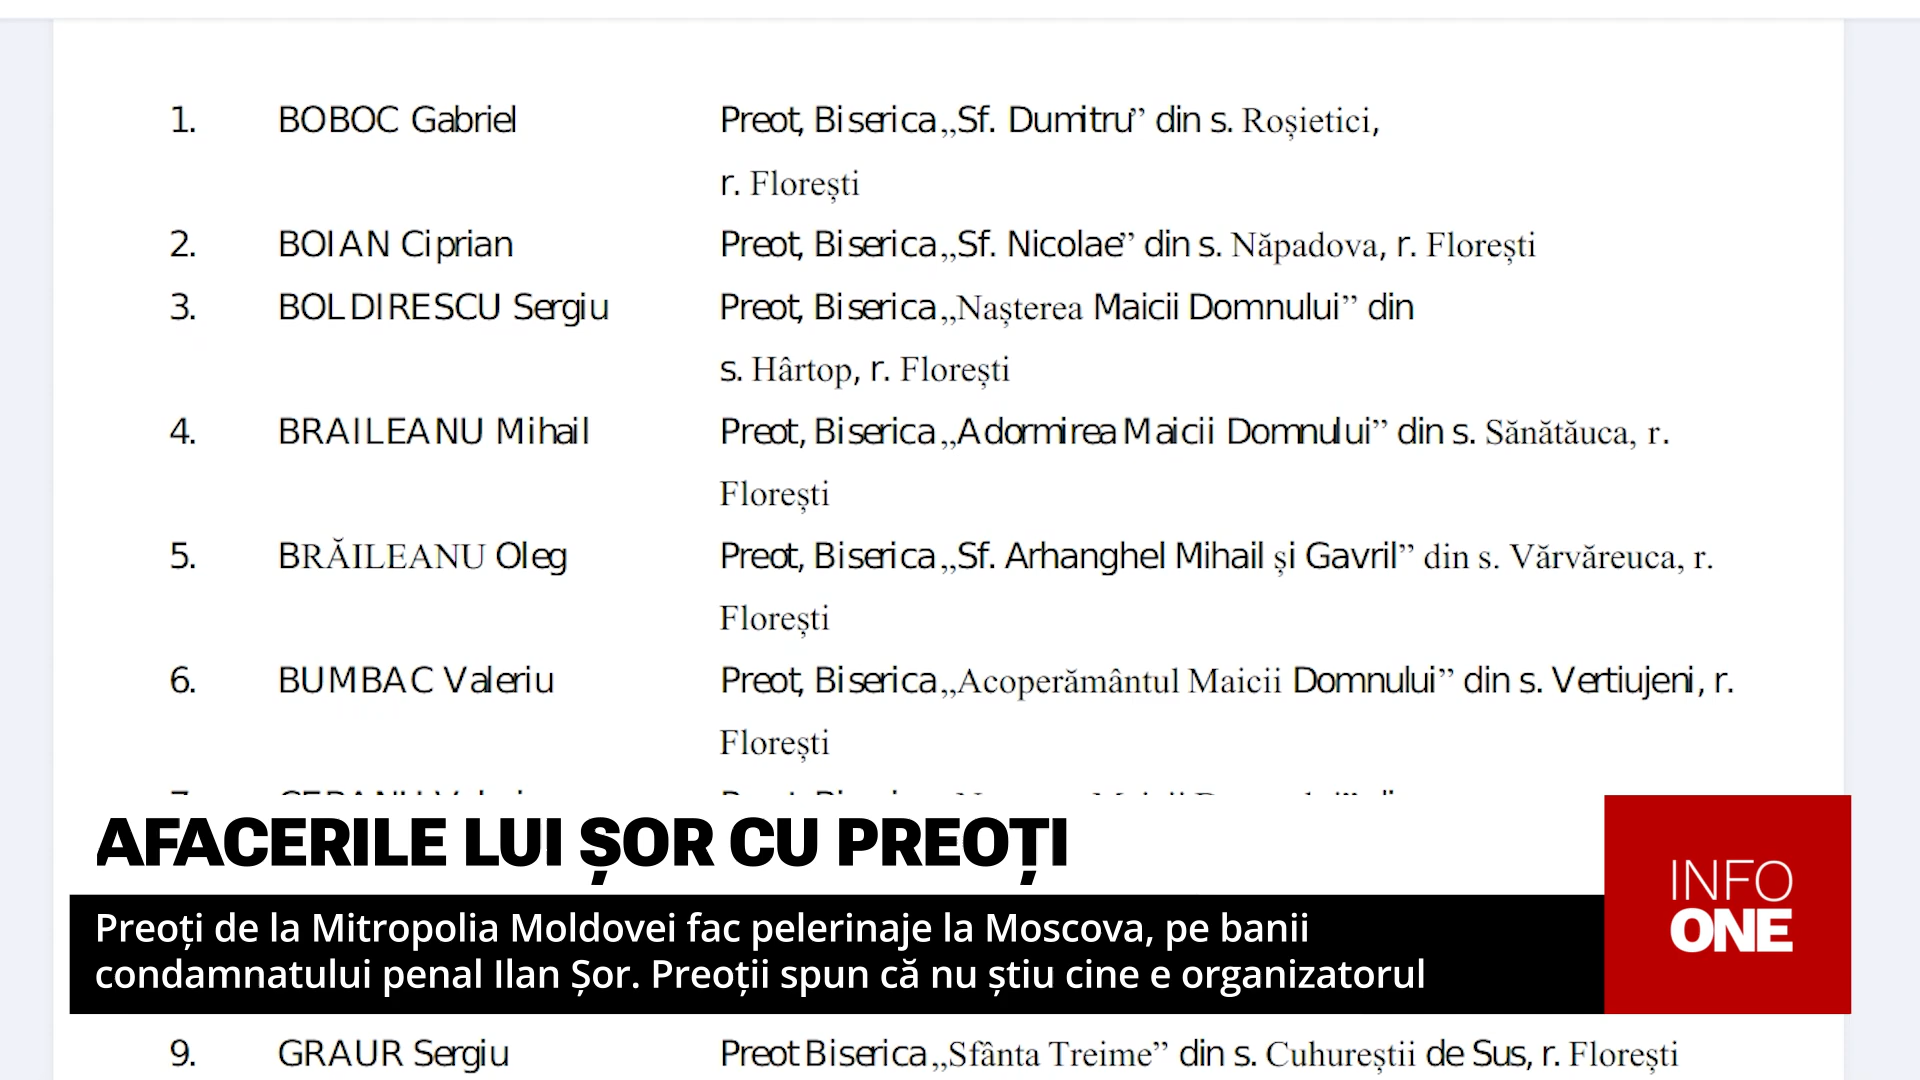 1. BOBOC Gabriel Preot, Biserica „Sf. Dumitru” din s. Roșietici,
r. Florești
2. BOIAN Ciprian Preot, Biserica „Sf. Nicolae” din s. Năpadova, r. Florești
3. BOLDIRESCU Sergiu Preot, Biserica „Nașterea Maicii Domnului” din
s. Hârtop, r. Florești
4. BRAILEANU Mihail Preot, Biserica „Adormirea Maicii Domnului” din s. Sănătăuca, r.
Florești
5. BRĂILEANU Oleg Preot, Biserica „Sf. Arhanghel Mihail și Gavril” din s. Vărvăreuca, r.
Florești
6. BUMBAC Valeriu Preot, Biserica „Acoperământul Maicii Domnului” din s. Vertiujeni, r.
Florești
AFACERILE LUI ȘOR CU PREOȚI
Preoți de la Mitropolia Moldovei fac pelerinaje la Moscova, pe banii
condamnatului penal Ilan Șor. Preoții spun că nu știu cine e organizatorul
INFO
ONE
9. GRAUR Sergiu Preot Biserica „Sfânta Treime” din s. Cuhureștii de Sus, r. Florești